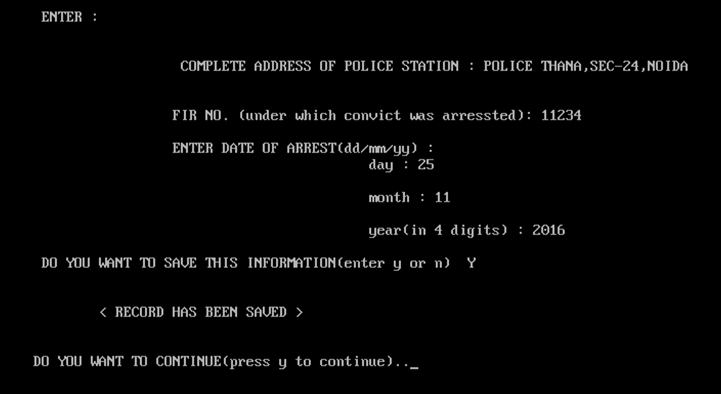 ENTER :
COMPLETE ADDRESS OF POLICE STATION : POLICE THANA,SEC-24,NOIDA
FIR NO. (under which convict was arressted): 11234
ENTER DATE OF ARREST(dd/mm/yy) :
day : 25
month : 11
year(in 4 digits) : 2016
DO YOU WANT TO SAVE THIS INFORMATION(enter y or n)  Y
< RECORD HAS BEEN SAVED >
DO YOU WANT TO CONTINUE(press y to continue).._